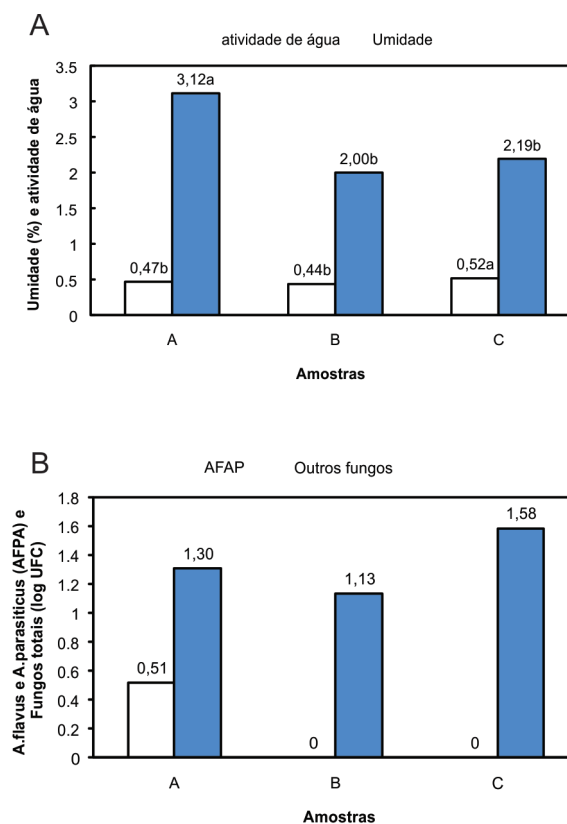 A
atividade de água Umidade
Umidade (%) e atividade de água
3.5
3
2.5
2
1.5
1
0.5
0
3,12a
2,00b
2,19b
0,47b
0,44b
0,52a
A B C
Amostras
B
AFAP Outros fungos
A.flavus e A.parasiticus (AFPA) e
Fungos totais (log UFC)
1.8
1.6
1.4
1.2
1
0.8
0.6
0.4
0.2
0
0,51
1,30
0
1,13
0
1,58
A B C
Amostras